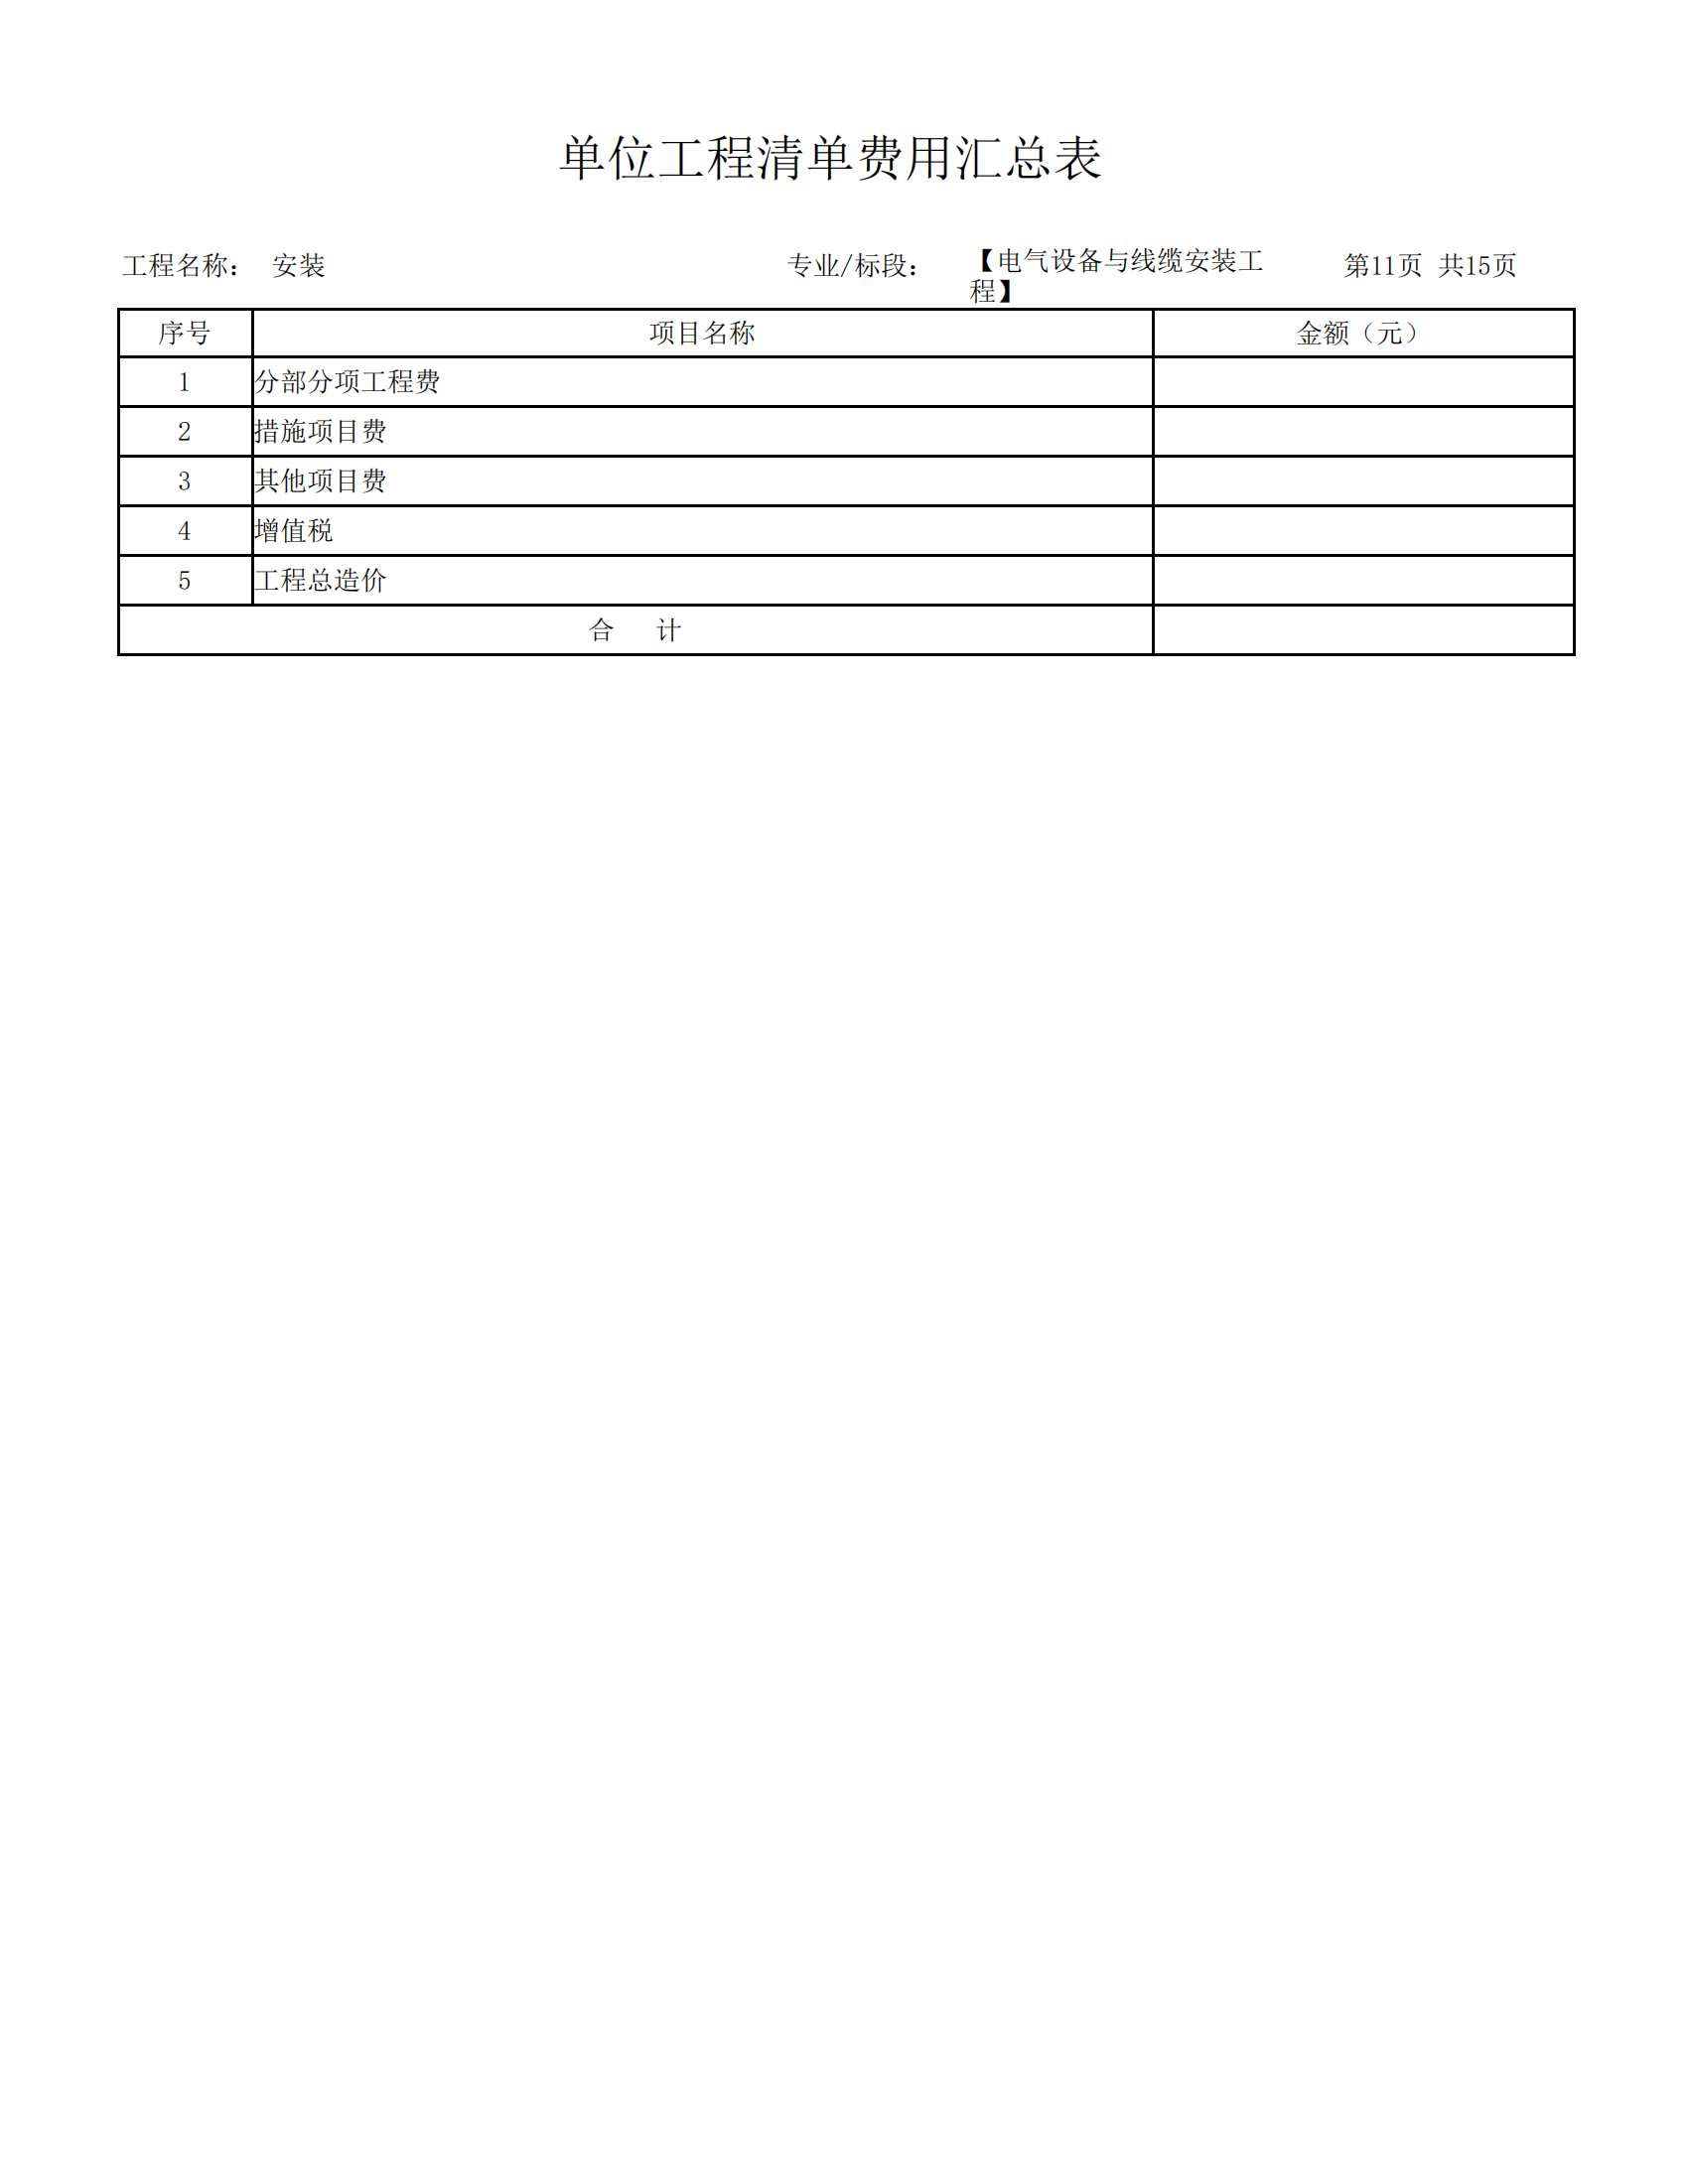 单位工程清单费用汇总表
工程名称： 安装 专业/标段： 【电气设备与线缆安装工 第11页 共15页
程】
序号 项目名称 金额（元）
1 分部分项工程费
2 措施项目费
3 其他项目费
4 增值税
5 工程总造价
合 计